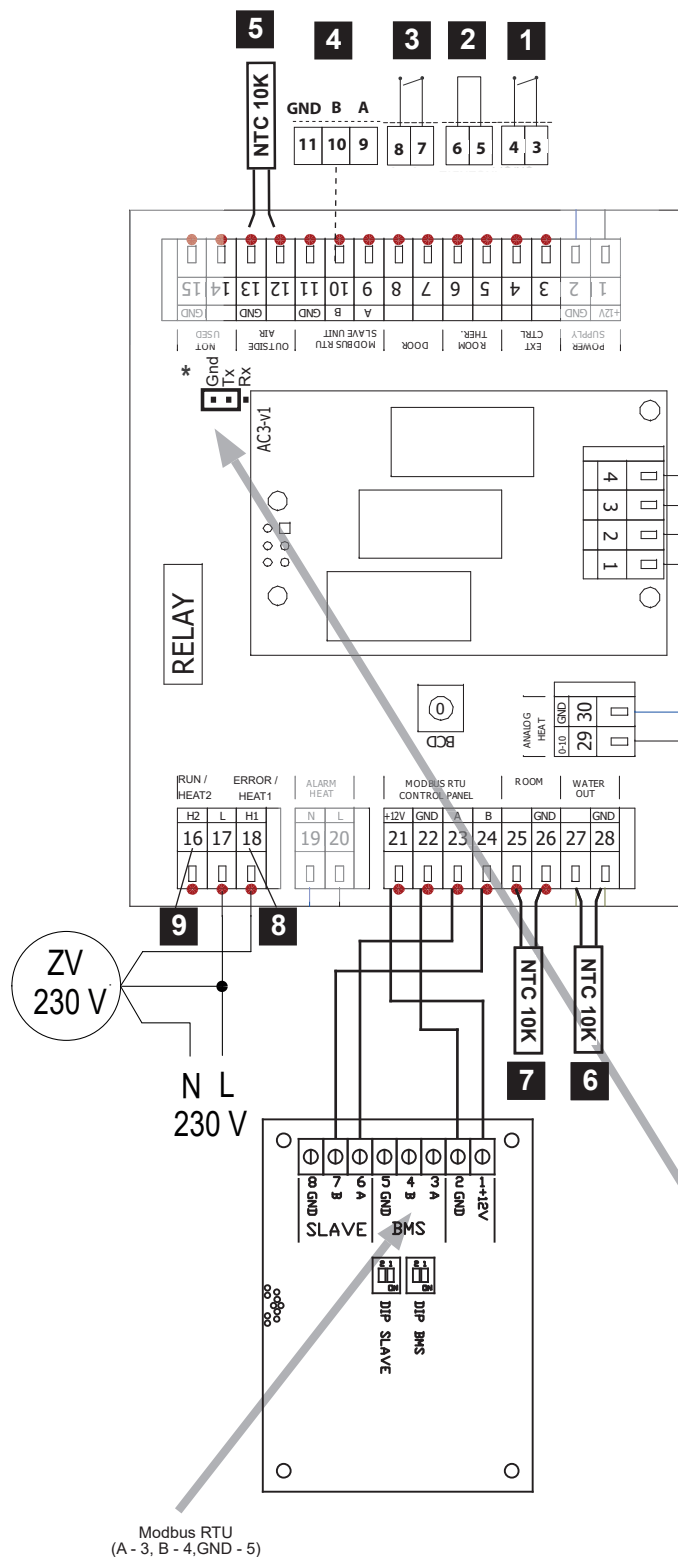 5 4 3 2 1
NTC 10K
GND B A
11 10 9
8 7
6 5
4 3
15 14 13 12 11 10 9 8 7 6 5 4 3 2 1
GND GND GND B A GND +12V
NOT USED
OUTSIDE AIR
MODBUS RTU SLAVE UNIT
DOOR
ROOM THER.
EXT CTRL
POWER SUPPLY
*
Gnd
Tx
Rx
AC3-v1
4
3
2
1
RELAY
0
BCD
ANALOG HEAT
0-10 GND
29 30
RUN / HEAT2
ERROR / HEAT1
ALARM HEAT
MODBUS RTU CONTROL PANEL
ROOM
WATER OUT
H2 L H1 N L +12V GND A B GND GND
16 17 18 19 20 21 22 23 24 25 26 27 28
9 8
ZV
230 V
NTC 10K
NTC 10K
7 6
N L
230 V
8 GND
7 B
6 A
5 GND
4 B
3 A
2 GND
1 +12V
SLAVE BMS
2 1
ON
2 1
ON
DIP SLAVE
DIP BMS
Modbus RTU
(A - 3, B - 4,GND - 5)